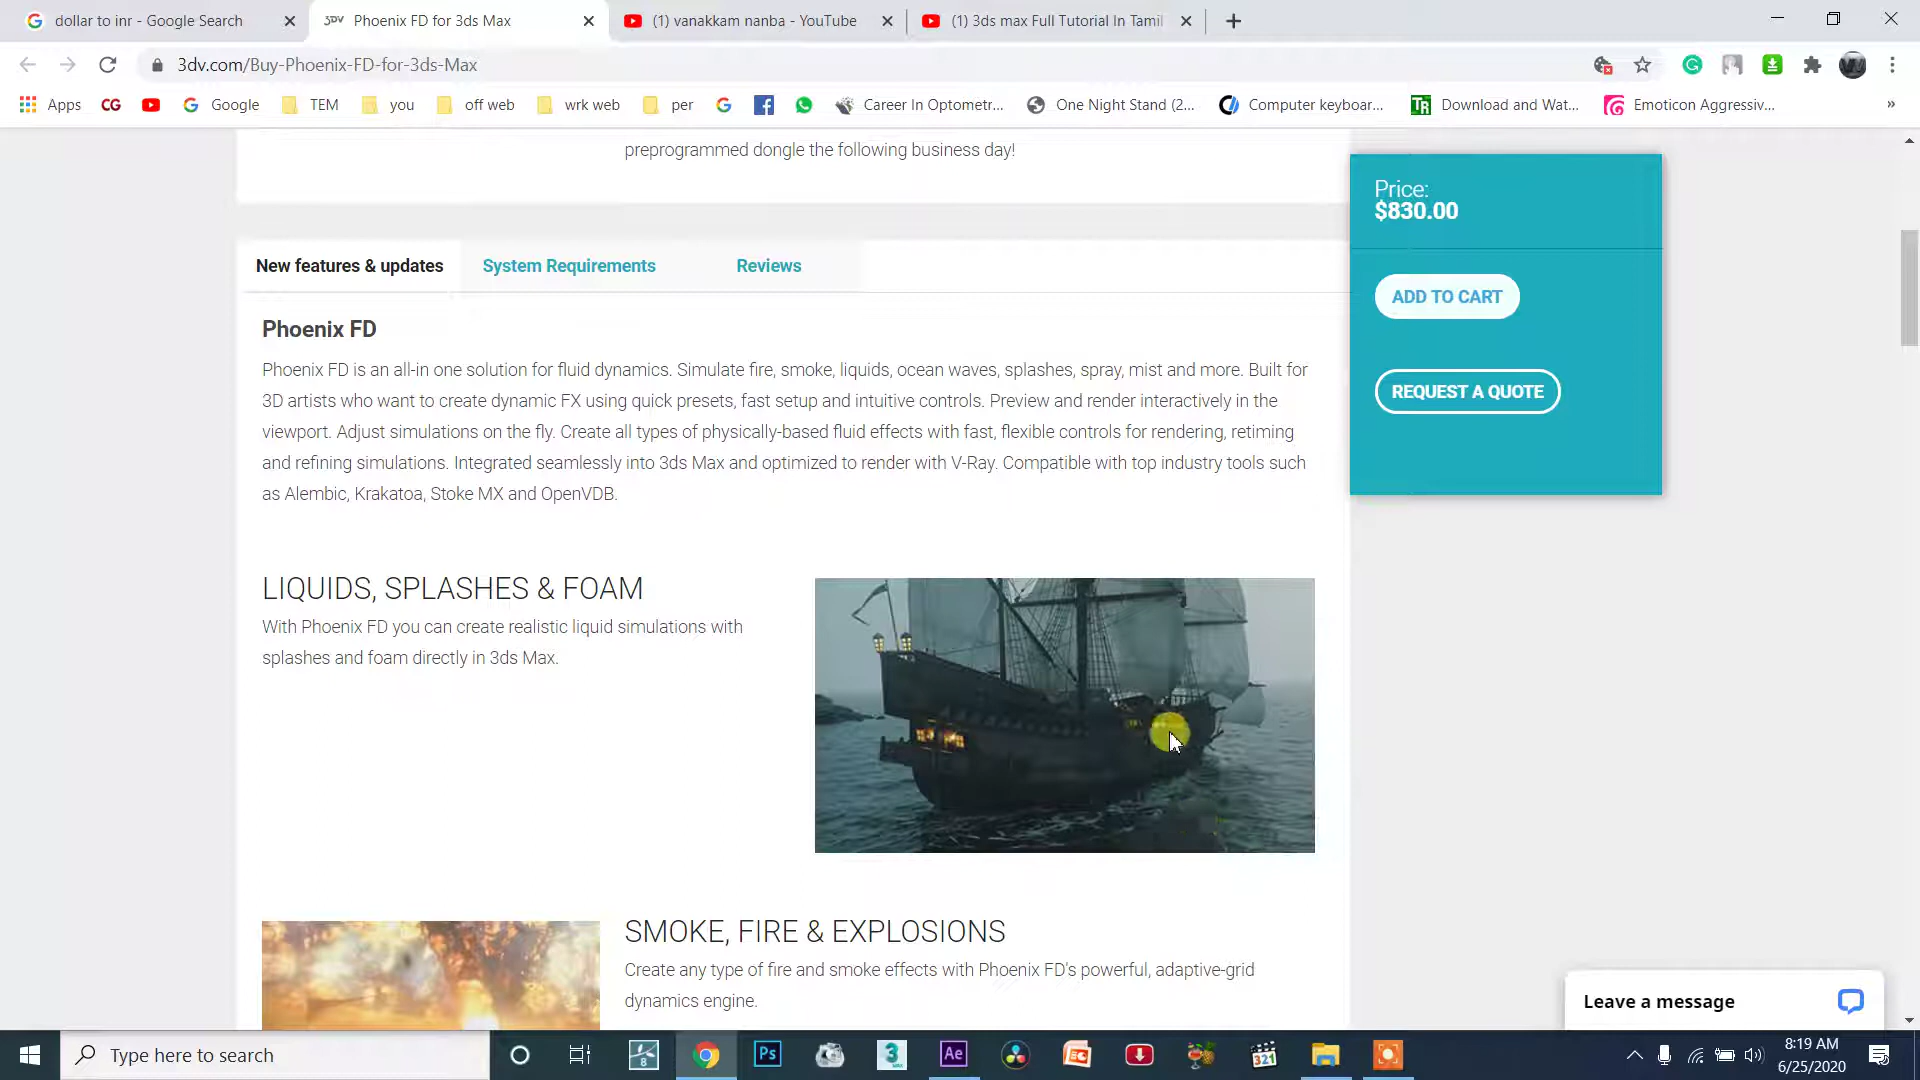 dollar to inr - Google Search
Phoenix FD for 3ds Max
(1) vanakkam nanba - YouTube
(1) 3ds max Full Tutorial In Tamil
3dv.com/Buy-Phoenix-FD-for-3ds-Max
Apps
CG
Google
TEM
you
off web
wrk web
per
Career In Optometr...
One Night Stand (2...
Computer keyboar...
Download and Wat...
Emoticon Aggressiv...
»
preprogrammed dongle the following business day!
Price:
$830.00
ADD TO CART
REQUEST A QUOTE
New features & updates
System Requirements
Reviews
Phoenix FD
Phoenix FD is an all-in one solution for fluid dynamics. Simulate fire, smoke, liquids, ocean waves, splashes, spray, mist and more. Built for
3D artists who want to create dynamic FX using quick presets, fast setup and intuitive controls. Preview and render interactively in the
viewport. Adjust simulations on the fly. Create all types of physically-based fluid effects with fast, flexible controls for rendering, retiming
and refining simulations. Integrated seamlessly into 3ds Max and optimized to render with V-Ray. Compatible with top industry tools such
as Alembic, Krakatoa, Stoke MX and OpenVDB.
LIQUIDS, SPLASHES & FOAM
With Phoenix FD you can create realistic liquid simulations with
splashes and foam directly in 3ds Max.
SMOKE, FIRE & EXPLOSIONS
Create any type of fire and smoke effects with Phoenix FD's powerful, adaptive-grid
dynamics engine.
Leave a message
Type here to search
8
Ps
3
Ae
321
8:19 AM
6/25/2020